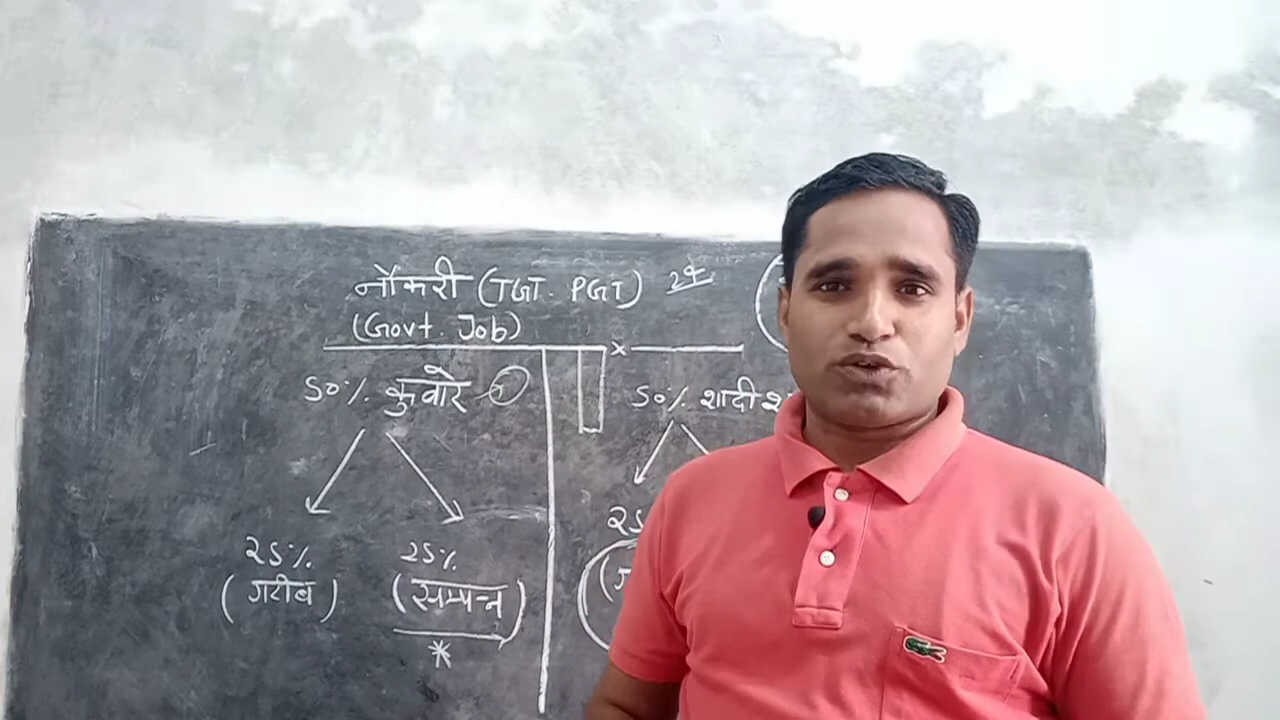 नौकरी (TGT. PGT)
(Govt. Job)
50%. कुवारे
50%. शादी
25%.
(गरीब)
25%.
(सम्पन्न)
*
25